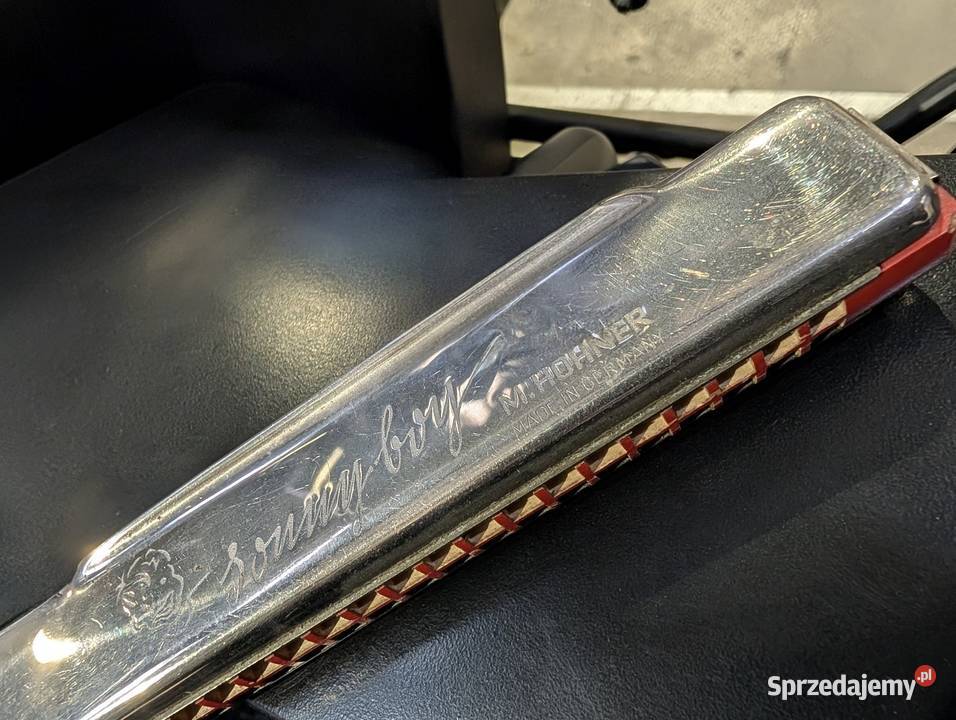 Sonny boy
M. HOHNER
MADE IN GERMANY
Sprzedajemy.pl